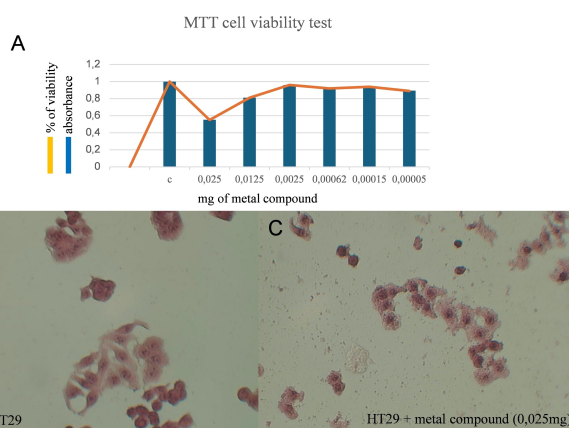 MTT cell viability test
A
% of viability
absorbance
1,2
1
0,8
0,6
0,4
0,2
0
c 0,025 0,0125 0,0025 0,00062 0,00015 0,00005
mg of metal compound
C
T29
HT29 + metal compound (0,025mg)